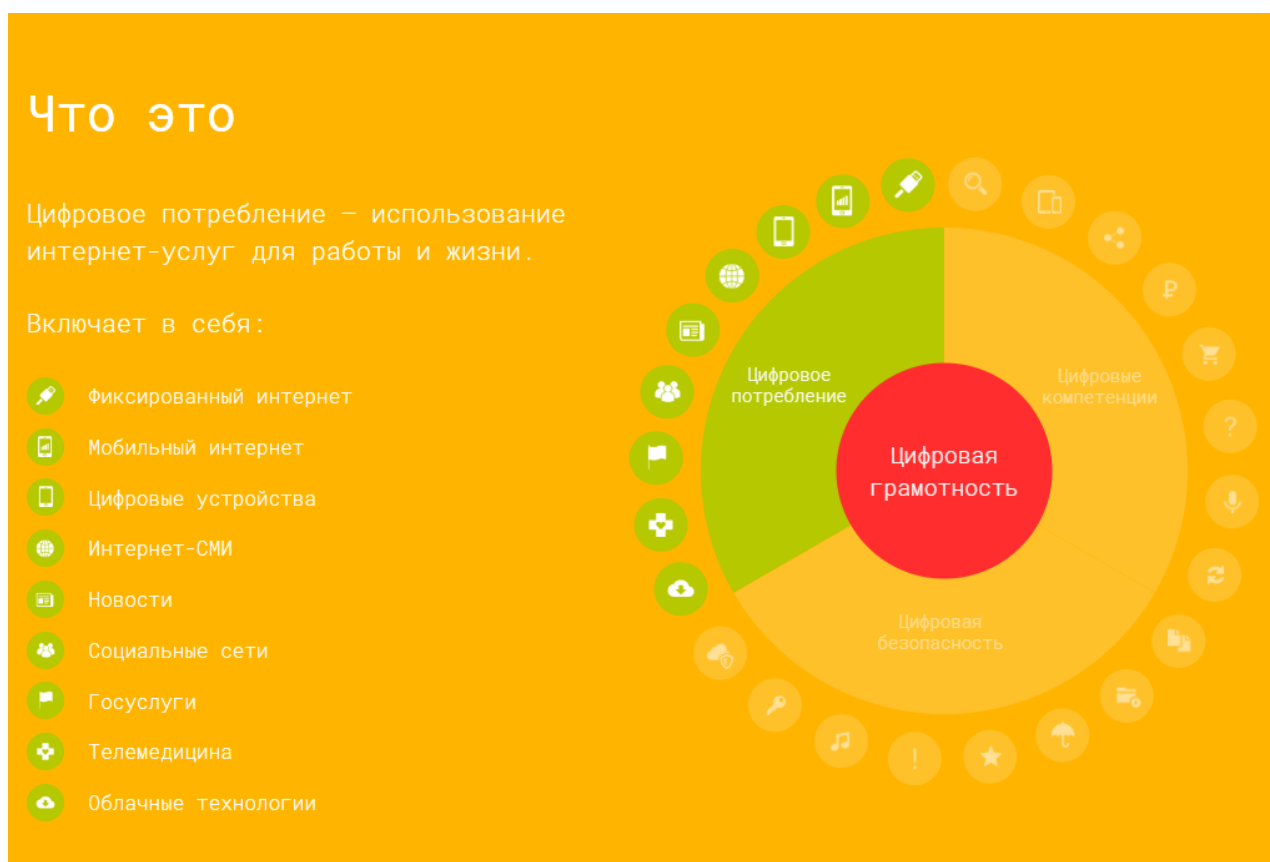 Что это
Цифровое потребление – использование
интернет-услуг для работы и жизни.
Включает в себя:
Фиксированный интернет
Мобильный интернет
Цифровые устройства
Интернет-СМИ
Новости
Социальные сети
Госуслуги
Телемедицина
Облачные технологии
Цифровое
потребление
Цифровые
компетенции
Цифровая
грамотность
Цифровая
безопасность